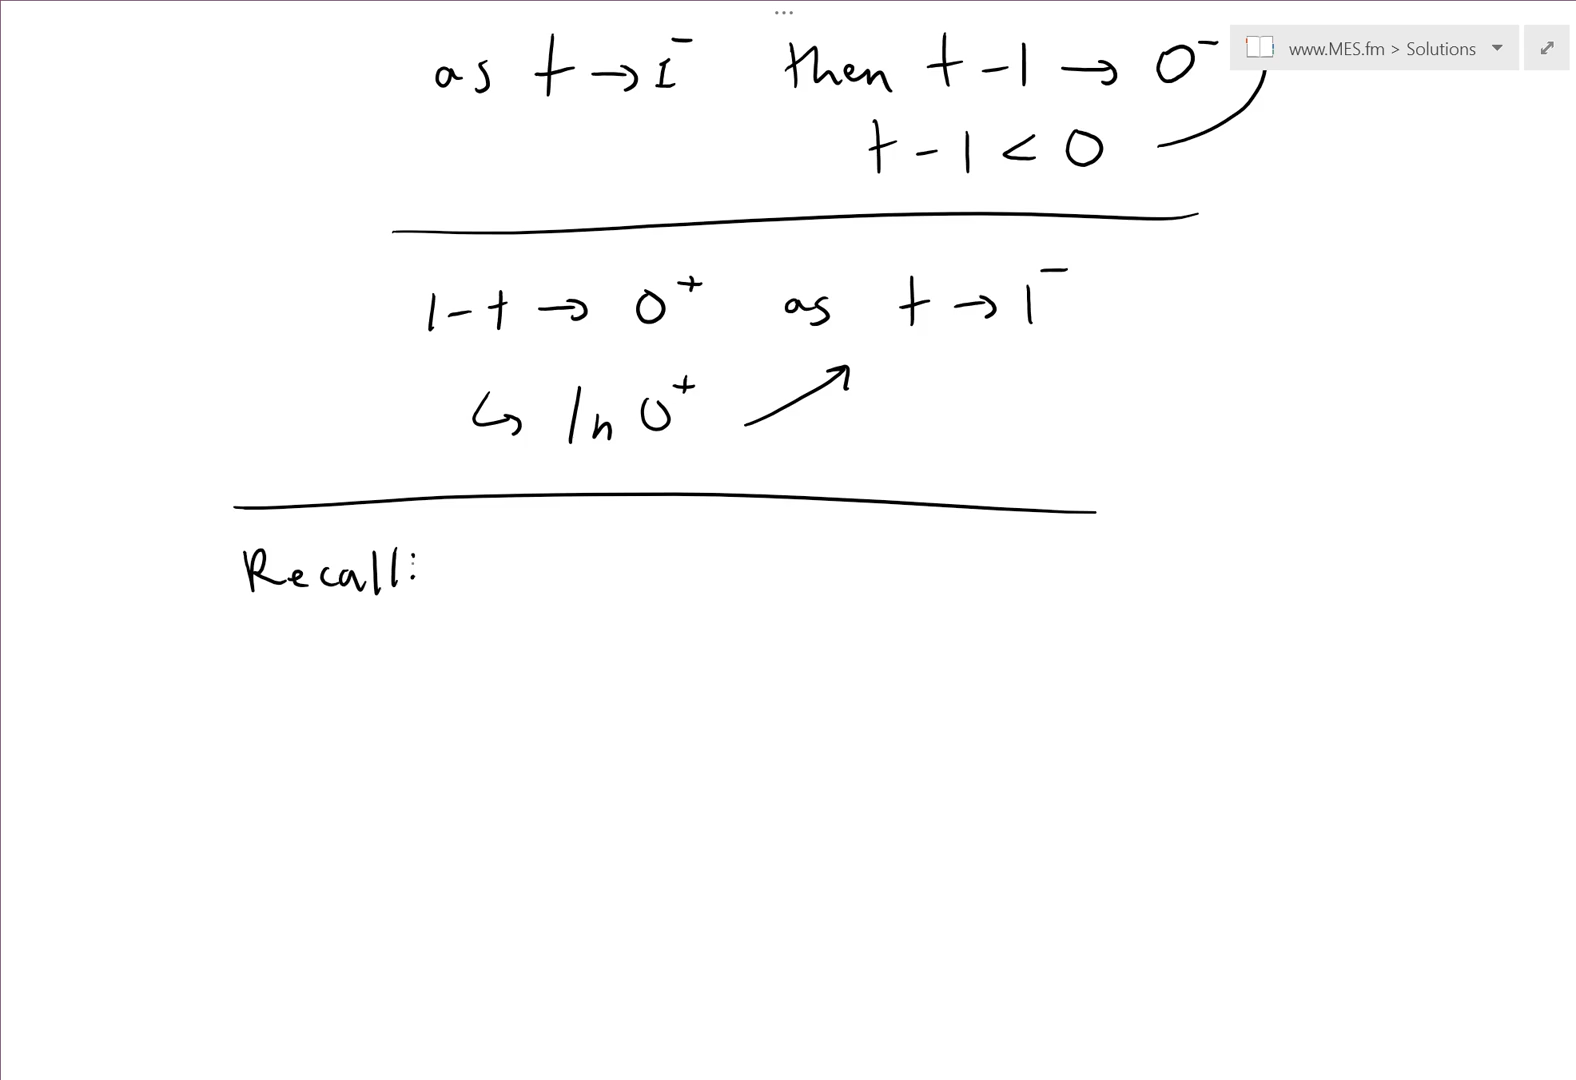 www.MES.fm > Solutions
as t → 1⁻ then t - 1 → 0⁻
t - 1 < 0
1 - t → 0⁺ as t → 1⁻
↪ ln 0⁺ ↗
Recall: